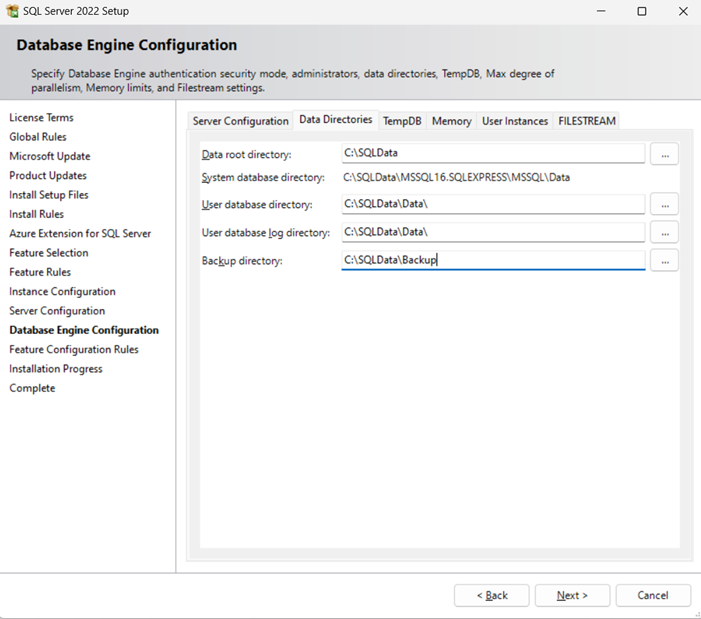 SQL Server 2022 Setup
Database Engine Configuration
Specify Database Engine authentication security mode, administrators, data directories, TempDB, Max degree of
parallelism, Memory limits, and Filestream settings.
License Terms
Global Rules
Microsoft Update
Product Updates
Install Setup Files
Install Rules
Azure Extension for SQL Server
Feature Selection
Feature Rules
Instance Configuration
Server Configuration
Database Engine Configuration
Feature Configuration Rules
Installation Progress
Complete
Server Configuration Data Directories TempDB Memory User Instances FILESTREAM
Data root directory: C:\SQLData ...
System database directory: C:\SQLData\MSSQL16.SQLEXPRESS\MSSQL\Data
User database directory: C:\SQLData\Data\ ...
User database log directory: C:\SQLData\Data\ ...
Backup directory: C:\SQLData\Backup ...
< Back Next > Cancel